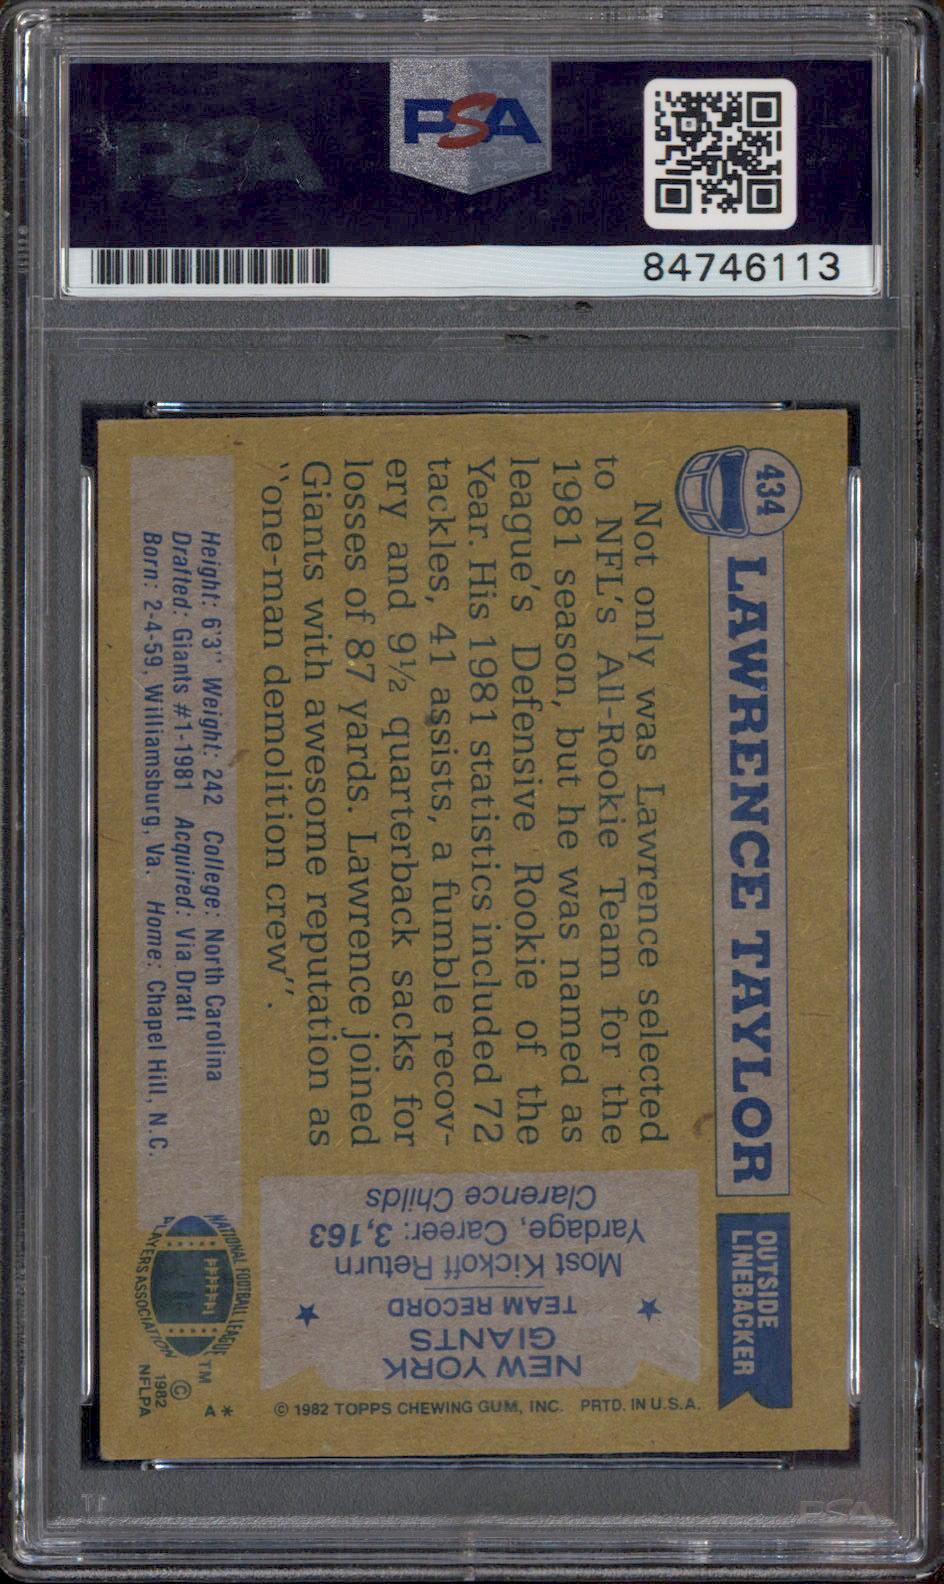 PSA
PSA
84746113
434
LAWRENCE TAYLOR
OUTSIDE
LINEBACKER
Not only was Lawrence selected
to NFL's All-Rookie Team for the
1981 season, but he was named as
league's Defensive Rookie of the
Year. His 1981 statistics included 72
tackles, 41 assists, a fumble recov-
ery and 9½ quarterback sacks for
losses of 87 yards. Lawrence joined
Giants with awesome reputation as
"one-man demolition crew".
Height: 6'3" Weight: 242 College: North Carolina
Drafted: Giants #1-1981 Acquired: Via Draft
Born: 2-4-59, Williamsburg, Va. Home: Chapel Hill, N.C.
NEW YORK
GIANTS
TEAM RECORD
Most Kickoff Return
Yardage, Career: 3,163
Clarence Childs
NATIONAL FOOTBALL LEAGUE
PLAYERS ASSOCIATION
TM
© 1982
NFLPA
A*
© 1982 TOPPS CHEWING GUM, INC. PRTD. IN U.S.A.
PSA